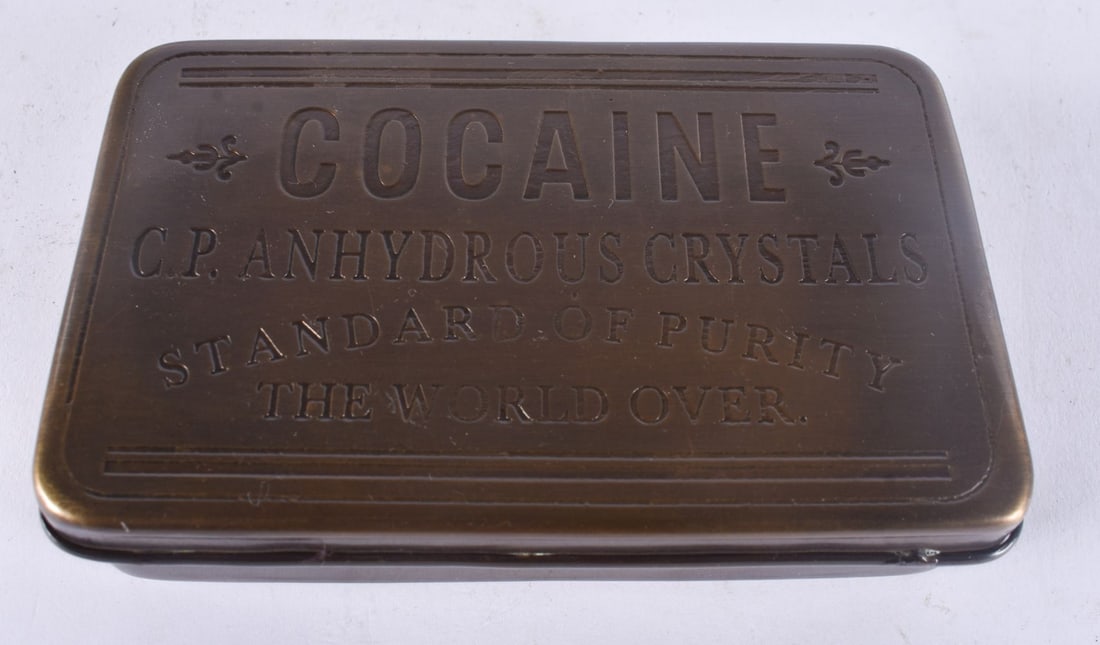 COCAINE
C.P. ANHYDROUS CRYSTALS
STANDARD OF PURITY
THE WORLD OVER.